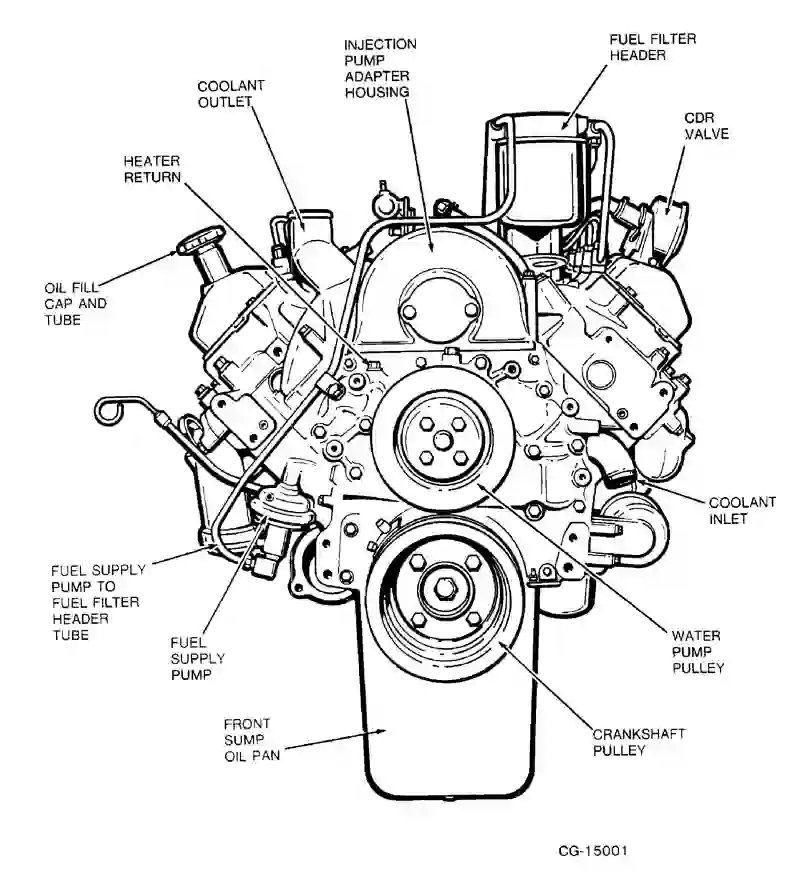 INJECTION
PUMP
ADAPTER
HOUSING
FUEL FILTER
HEADER
COOLANT
OUTLET
CDR
VALVE
HEATER
RETURN
OIL FILL
CAP AND
TUBE
COOLANT
INLET
FUEL SUPPLY
PUMP TO
FUEL FILTER
HEADER
TUBE
FUEL
SUPPLY
PUMP
WATER
PUMP
PULLEY
FRONT
SUMP
OIL PAN
CRANKSHAFT
PULLEY
CG-15001